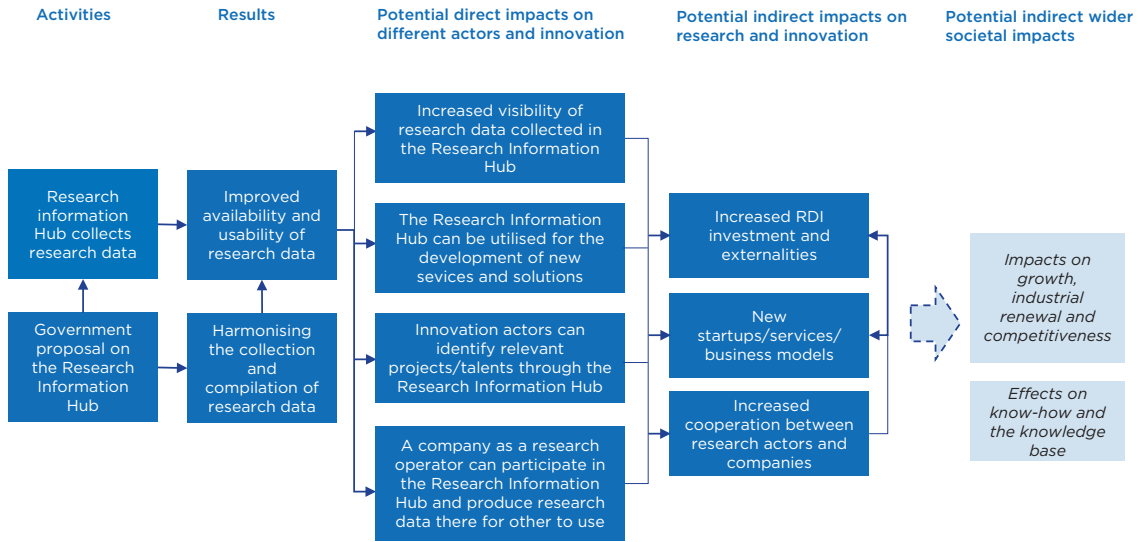 Activities
Results
Potential direct impacts on
different actors and innovation
Potential indirect impacts on
research and innovation
Potential indirect wider
societal impacts
Research
information
Hub collects
research data
Government
proposal on
the Research
Information
Hub
Improved
availability and
usability of
research data
Harmonising
the collection
and
compilation of
research data
Increased visibility of
research data collected in
the Research Information
Hub
The Research Information
Hub can be utilised for the
development of new
sevices and solutions
Innovation actors can
identify relevant
projects/talents through the
Research Information Hub
A company as a research
operator can participate in
the Research Information
Hub and produce research
data there for other to use
Increased RDI
investment and
externalities
New
startups/services/
business models
Increased
cooperation between
research actors and
companies
Impacts on
growth,
industrial
renewal and
competitiveness
Effects on
know-how and
the knowledge
base